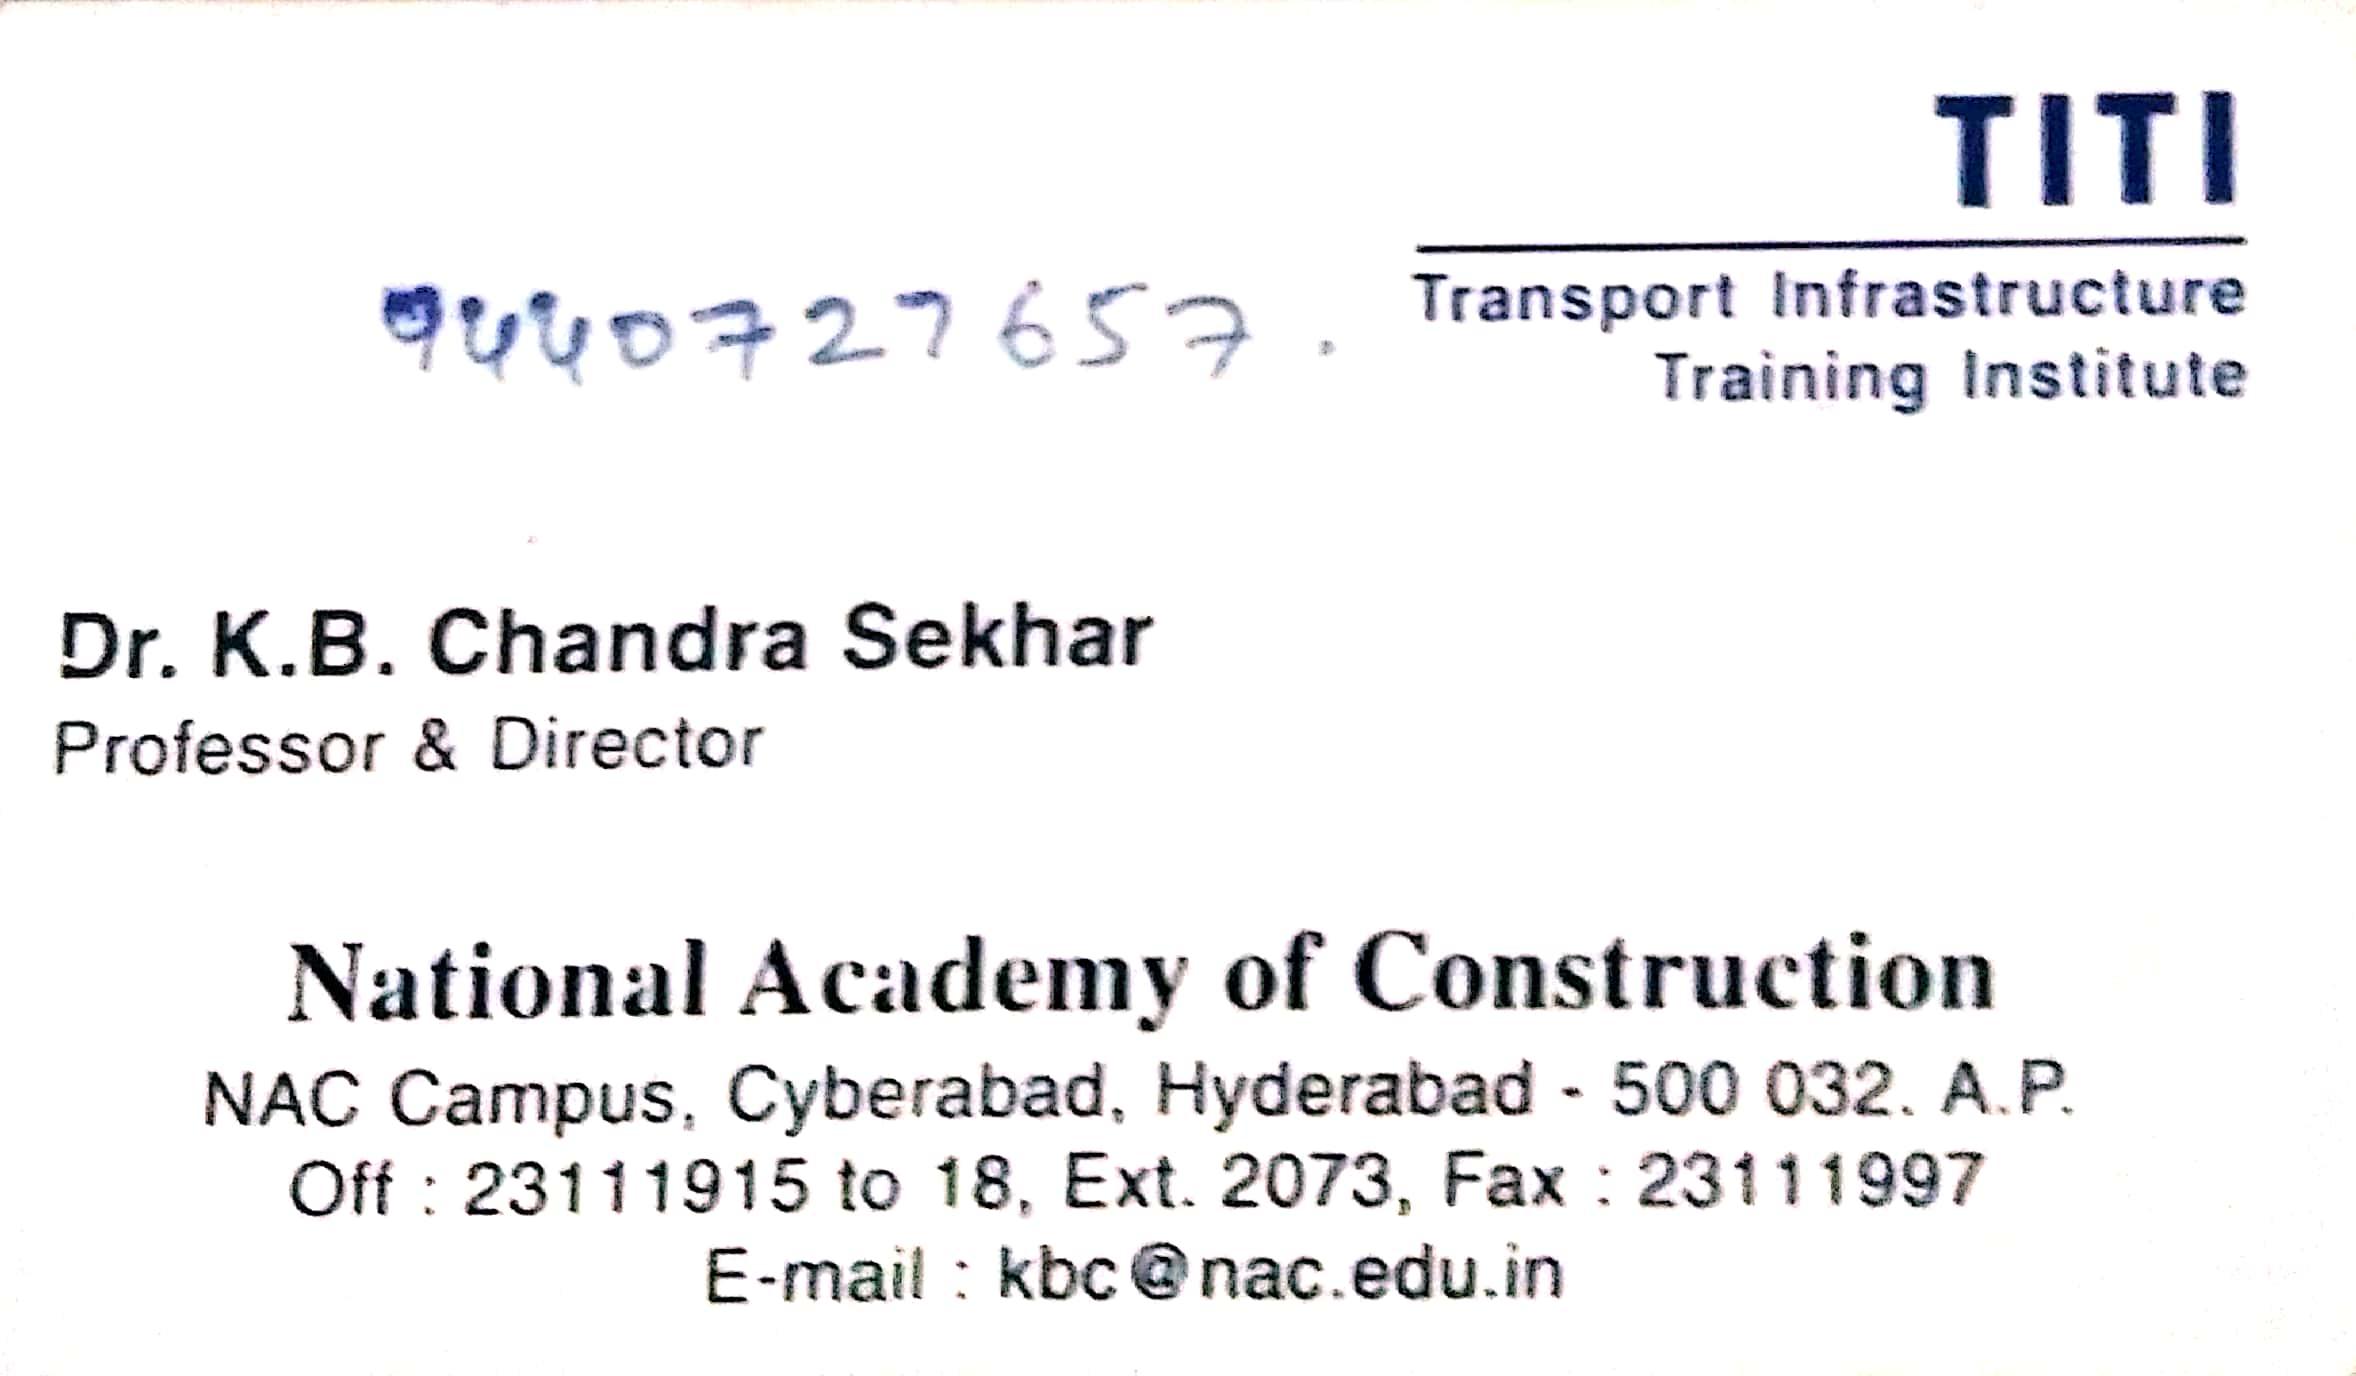 TITI
Transport Infrastructure
Training Institute
9440727657.
Dr. K.B. Chandra Sekhar
Professor & Director
National Academy of Construction
NAC Campus, Cyberabad, Hyderabad - 500 032. A.P.
Off : 23111915 to 18, Ext. 2073, Fax : 23111997
E-mail : kbc@nac.edu.in